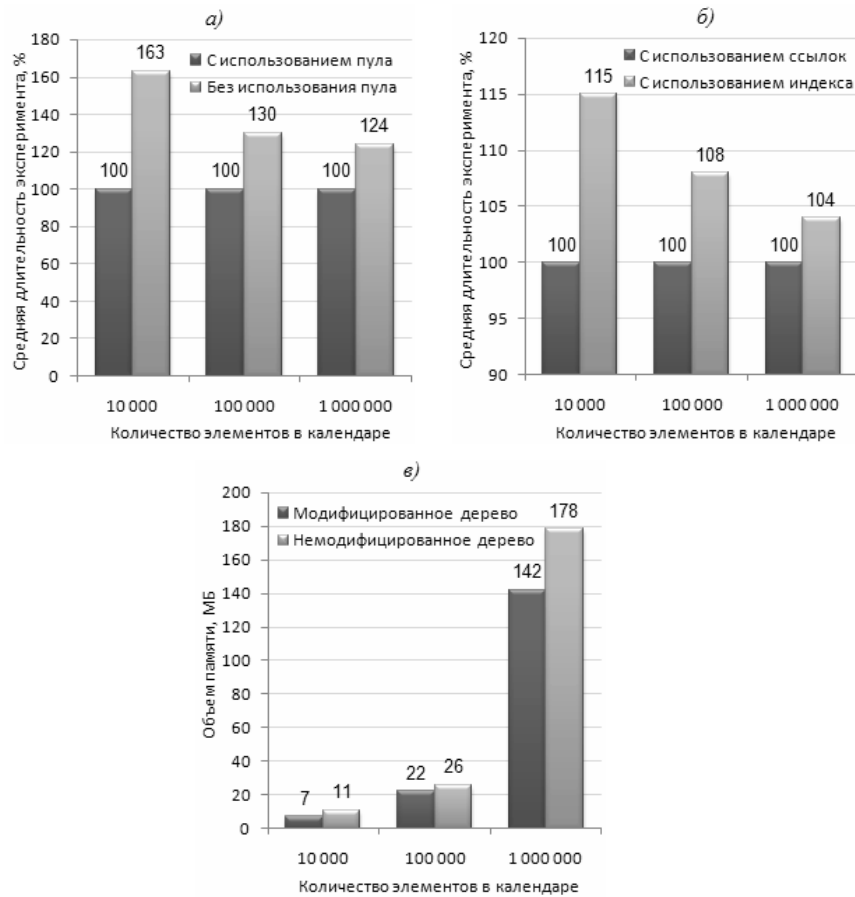 а)
Средняя длительность эксперимента, %
180
160
140
120
100
80
60
40
20
0
С использованием пула
Без использования пула
163
130
124
100
100
100
10 000
100 000
1 000 000
Количество элементов в календаре
б)
Средняя длительность эксперимента, %
120
115
110
105
100
95
90
С использованием ссылок
С использованием индекса
115
108
104
100
100
100
10 000
100 000
1 000 000
Количество элементов в календаре
в)
Объем памяти, МБ
200
180
160
140
120
100
80
60
40
20
0
Модифицированное дерево
Немодифицированное дерево
178
142
22
26
7
11
10 000
100 000
1 000 000
Количество элементов в календаре